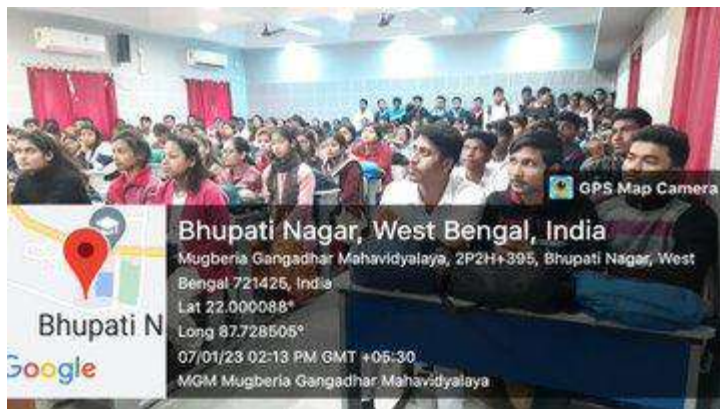 GPS Map Camera
Bhupati Nagar, West Bengal, India
Mugberia Gangadhar Mahavidyalaya, 2P2H+395, Bhupati Nagar, West
Bengal 721425, India
Lat 22.000088°
Long 87.728505°
07/01/23 02:13 PM GMT +05:30
MGM Mugberia Gangadhar Mahavidyalaya
Bhupati N
Google